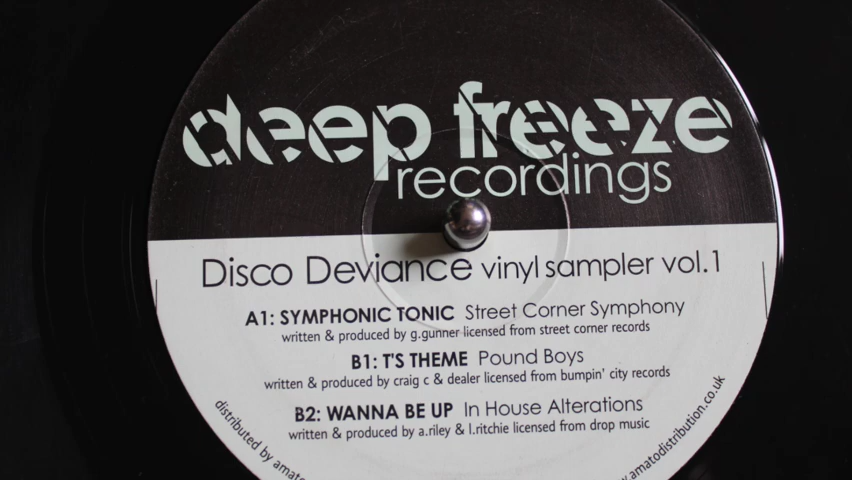 deep freeze
recordings
Disco Deviance vinyl sampler vol.1
A1: SYMPHONIC TONIC Street Corner Symphony
written & produced by g.gunner licensed from street corner records
B1: T'S THEME Pound Boys
written & produced by craig c & dealer licensed from bumpin' city records
B2: WANNA BE UP In House Alterations
written & produced by a.riley & l.ritchie licensed from drop music
distributed by
amatodistribution.co.uk